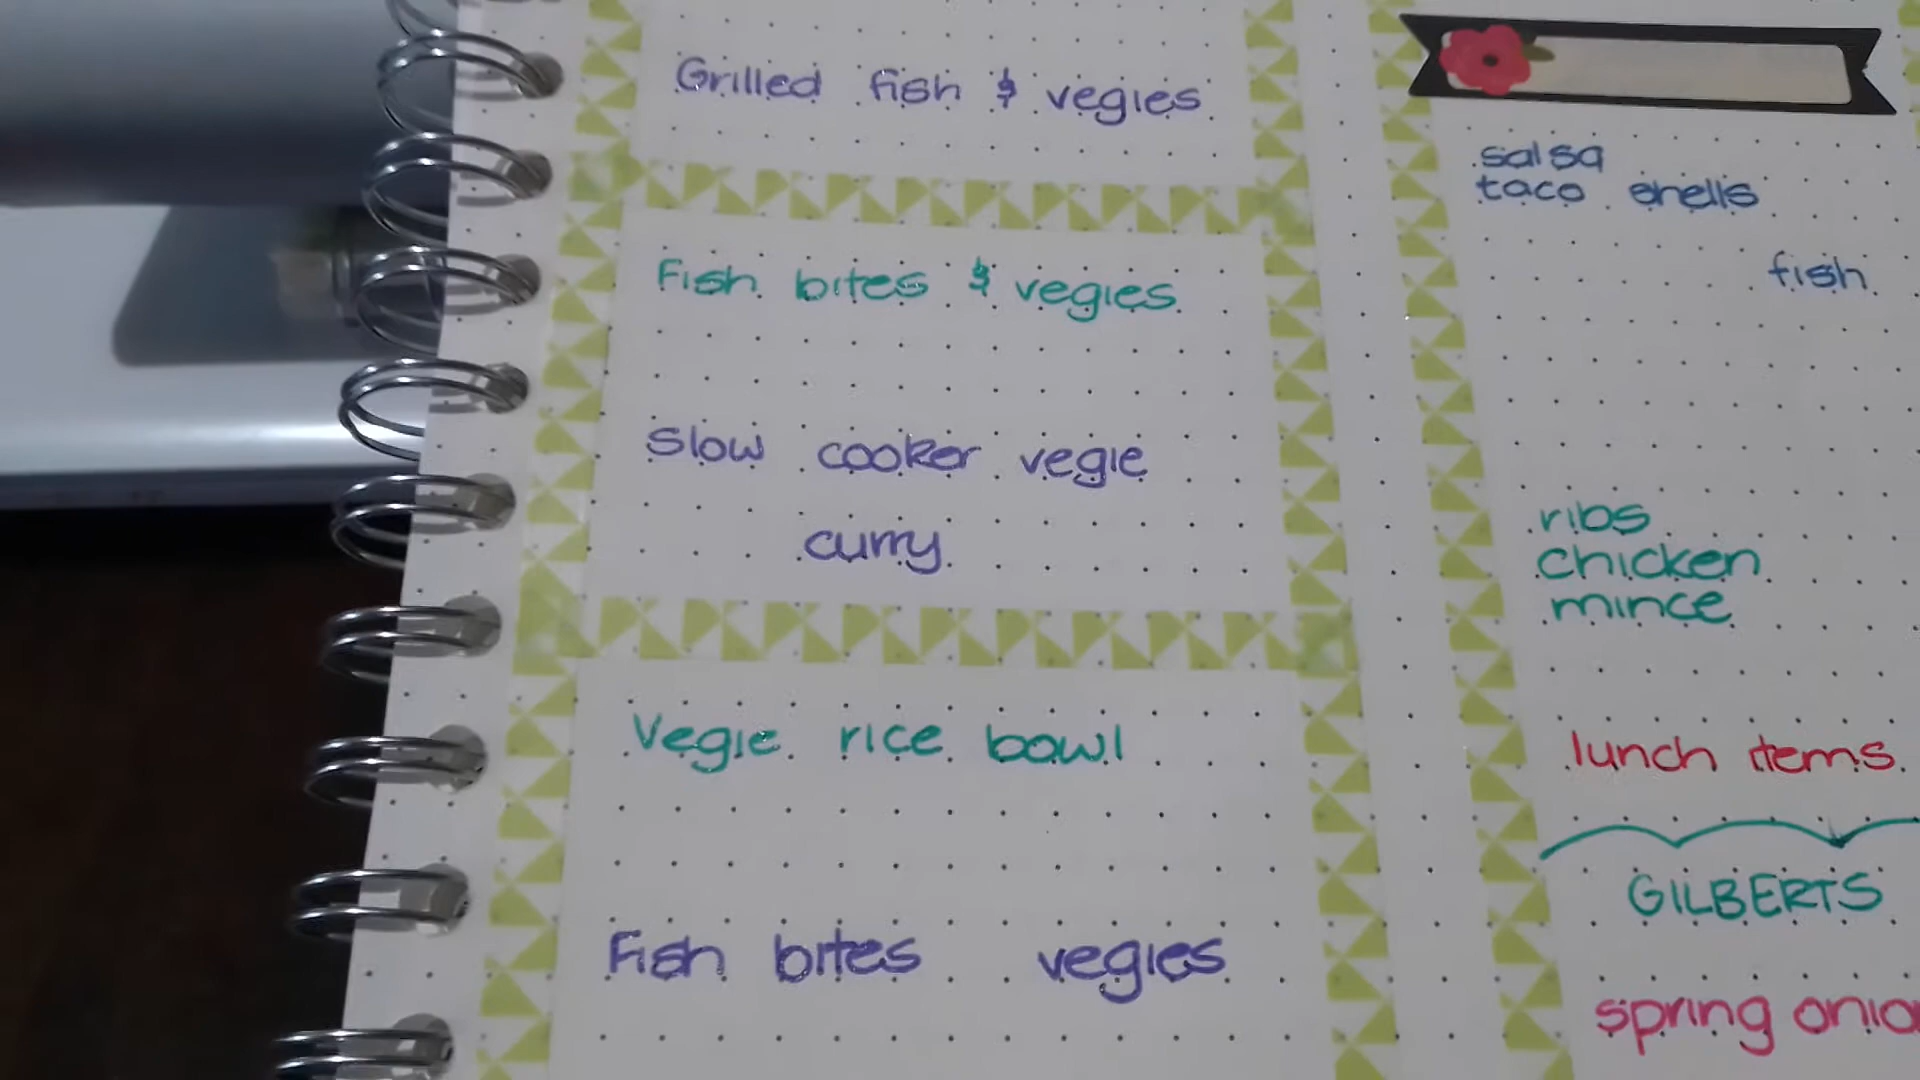 Grilled fish & vegies
Fish bites & vegies
Slow cooker vegie
curry
Vegie rice bowl
Fish bites vegies
salsa
taco shells
fish
ribs
chicken
mince
lunch items
GILBERTS
spring